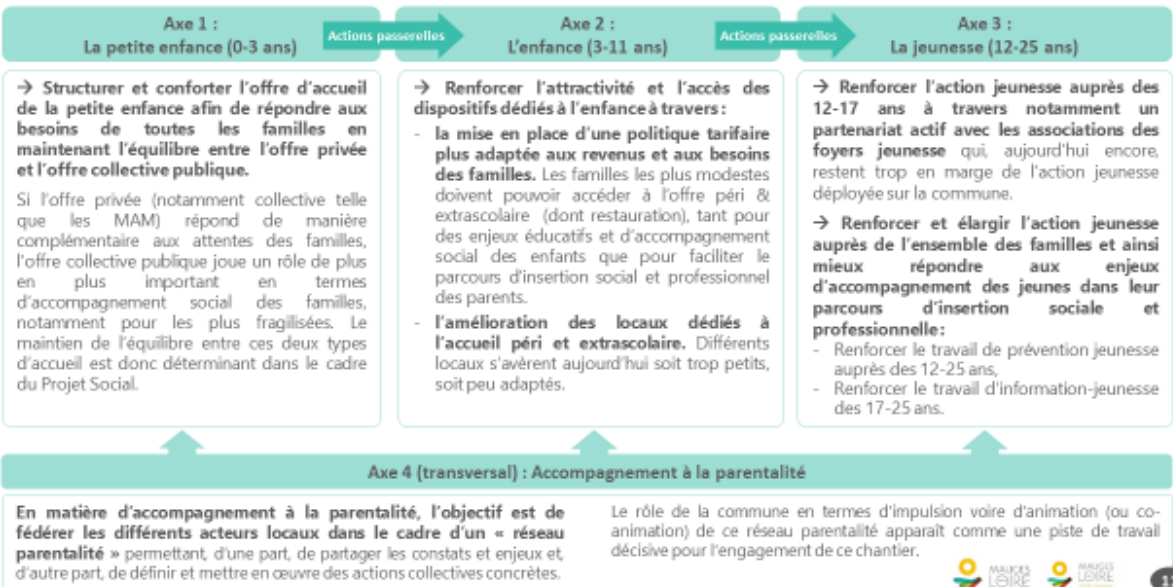 Axe 1 :
La petite enfance (0-3 ans)
Actions passerelles
Axe 2 :
L'enfance (3-11 ans)
Actions passerelles
Axe 3 :
La jeunesse (12-25 ans)
→ Structurer et conforter l'offre d'accueil
de la petite enfance afin de répondre aux
besoins de toutes les familles en
maintenant l'équilibre entre l'offre privée
et l'offre collective publique.
Si l'offre privée (notamment collective telle
que les MAM) répond de manière
complémentaire aux attentes des familles,
l'offre collective publique joue un rôle de plus
en plus important en termes
d'accompagnement social des familles,
notamment pour les plus fragilisées. Le
maintien de l'équilibre entre ces deux types
d'accueil est donc déterminant dans le cadre
du Projet Social.
→ Renforcer l'attractivité et l'accès des
dispositifs dédiés à l'enfance à travers :
- la mise en place d'une politique tarifaire
plus adaptée aux revenus et aux besoins
des familles. Les familles les plus modestes
doivent pouvoir accéder à l'offre péri &
extrascolaire (dont restauration), tant pour
des enjeux éducatifs et d'accompagnement
social des enfants que pour faciliter le
parcours d'insertion social et professionnel
des parents.
- l'amélioration des locaux dédiés à
l'accueil péri et extrascolaire. Différents
locaux s'avèrent aujourd'hui soit trop petits,
soit peu adaptés.
→ Renforcer l'action jeunesse auprès des
12-17 ans à travers notamment un
partenariat actif avec les associations des
foyers jeunesse qui, aujourd'hui encore,
restent trop en marge de l'action jeunesse
déployée sur la commune.
→ Renforcer et élargir l'action jeunesse
auprès de l'ensemble des familles et ainsi
mieux répondre aux enjeux
d'accompagnement des jeunes dans leur
parcours d'insertion sociale et
professionnelle :
- Renforcer le travail de prévention jeunesse
auprès des 12-25 ans,
- Renforcer le travail d'information-jeunesse
des 17-25 ans.
Axe 4 (transversal) : Accompagnement à la parentalité
En matière d'accompagnement à la parentalité, l'objectif est de
fédérer les différents acteurs locaux dans le cadre d'un « réseau
parentalité » permettant, d'une part, de partager les constats et enjeux et,
d'autre part, de définir et mettre en œuvre des actions collectives concrètes.
Le rôle de la commune en termes d'impulsion voire d'animation (ou co-
animation) de ce réseau parentalité apparaît comme une piste de travail
décisive pour l'engagement de ce chantier.
MAUGES
LOIRE
MAUGES
LOIRE